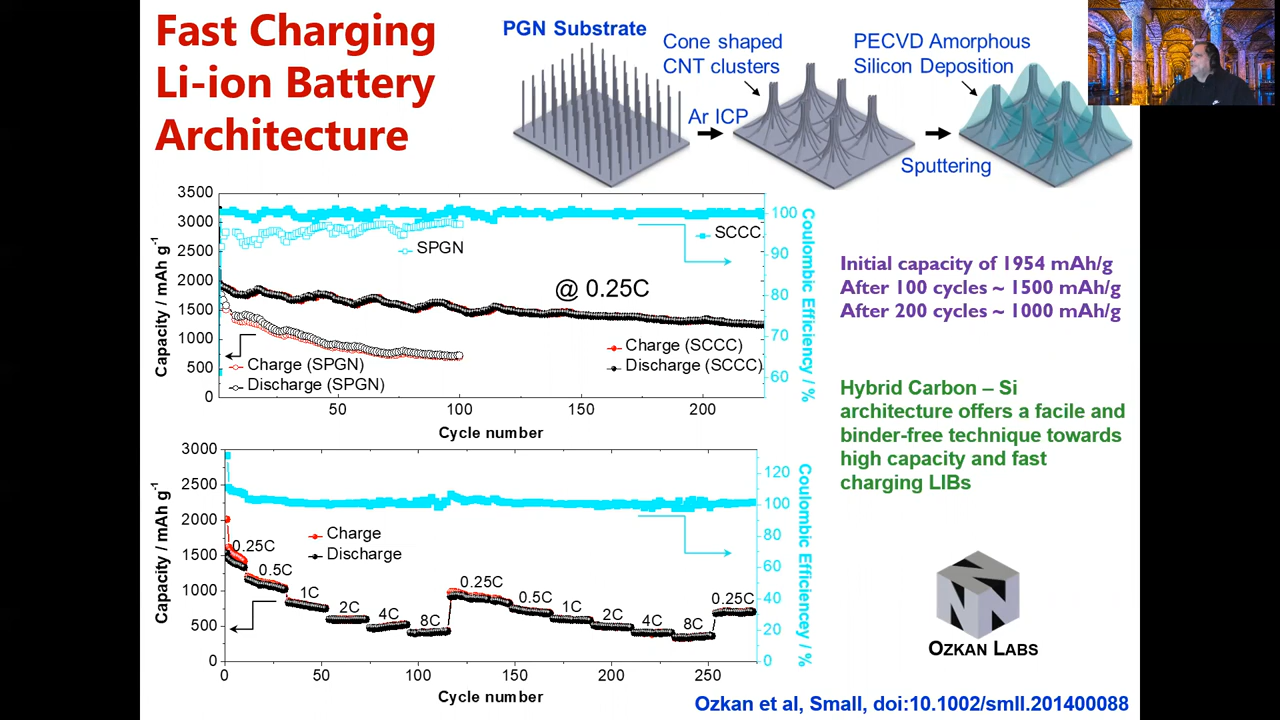 Fast Charging
Li-ion Battery
Architecture
PGN Substrate
Cone shaped
CNT clusters
Ar ICP
PECVD Amorphous
Silicon Deposition
Sputtering
3500
3000
2500
2000
1500
1000
500
0
Capacity / mAh g-1
SPGN
SCCC
@ 0.25C
Charge (SPGN)
Discharge (SPGN)
Charge (SCCC)
Discharge (SCCC)
100
90
80
70
60
Coulombic Efficiency / %
50
100
150
200
Cycle number
Initial capacity of 1954 mAh/g
After 100 cycles ~ 1500 mAh/g
After 200 cycles ~ 1000 mAh/g
Hybrid Carbon – Si
architecture offers a facile and
binder-free technique towards
high capacity and fast
charging LIBs
3000
2500
2000
1500
1000
500
0
Capacity / mAh g-1
Charge
Discharge
0.25C
0.5C
1C
2C
4C
8C
0.25C
0.5C
1C
2C
4C
8C
0.25C
120
100
80
60
40
20
0
Coulombic Efficienecy / %
0
50
100
150
200
250
Cycle number
OZKAN LABS
Ozkan et al, Small, doi:10.1002/smll.201400088